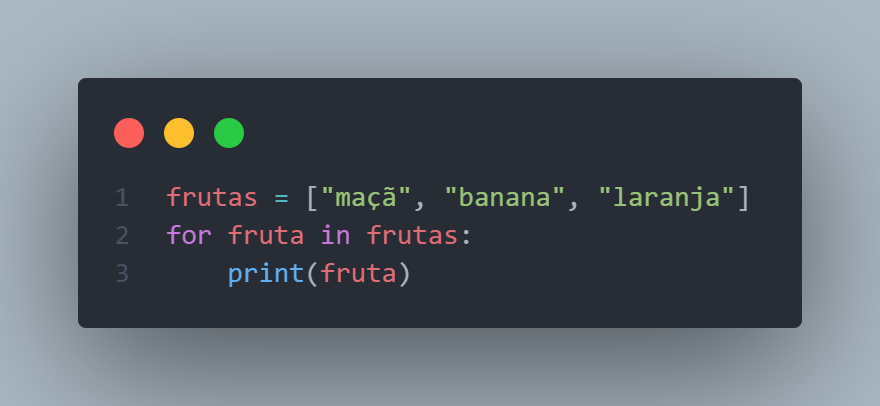 1 frutas = ["maçã", "banana", "laranja"]
2 for fruta in frutas:
3     print(fruta)